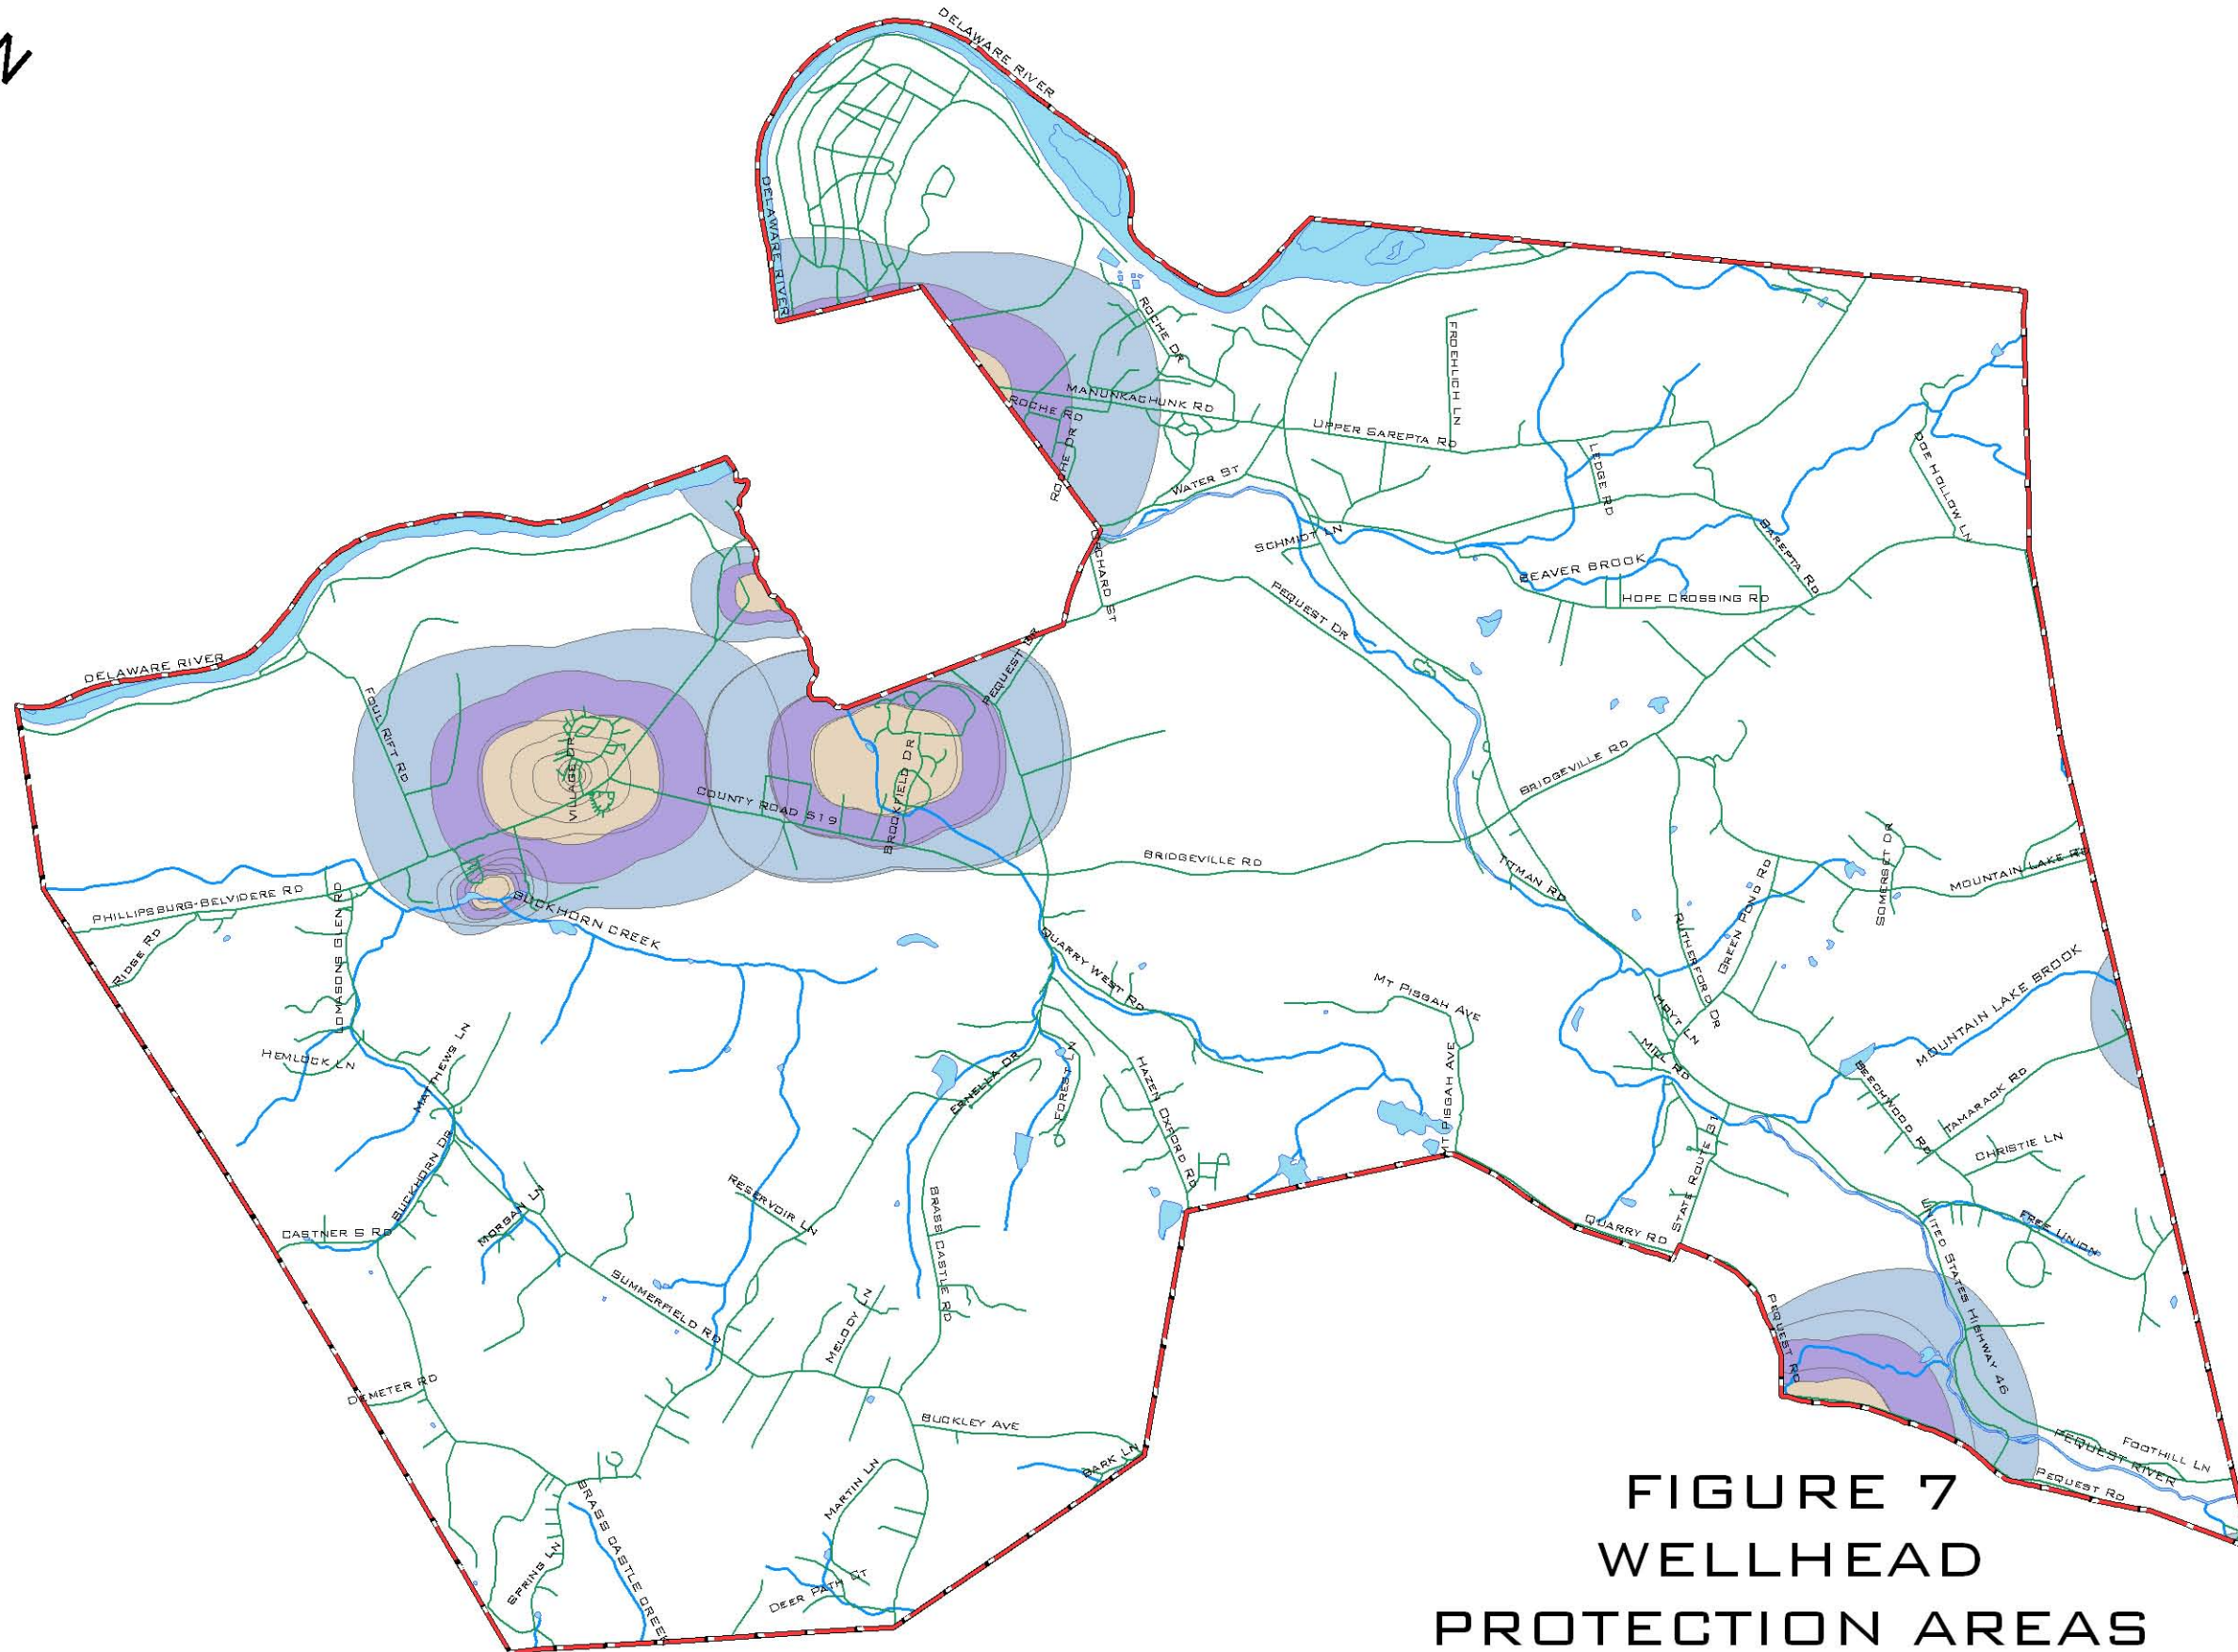 N
DELAWARE RIVER
DELAWARE RIVER
ROCHE DR
FROEHLICH LN
MANUNKACHUNK RD
ROCHE RD
UPPER SAREPTA RD
ROCHE DR
LEDGE RD
DOE HOLLOW LN
WATER ST
SCHMIDT LN
ORCHARD ST
BEAVER BROOK
SAREPTA RD
HOPE CROSSING RD
PEQUEST DR
PEQUEST DR
DELAWARE RIVER
FOUL RIFT RD
VILLAGE DR
COUNTY ROAD 519
BROOKFIELD DR
BRIDGEVILLE RD
BRIDGEVILLE RD
TITMAN RD
SOMERSET DR
MOUNTAIN LAKE RD
PHILLIPSBURG-BELVIDERE RD
RIDGE RD
LOMASONS GLEN RD
BUCKHORN CREEK
QUARRY WEST RD
RUTHERFORD DR
GREEN POND RD
MOUNTAIN LAKE BROOK
MT PISGAH AVE
HOYT LN
MILL RD
HEMLOCK LN
MATTHEWS LN
ERNELLA DR
FOREST LN
HAZEN OXFORD RD
MT PISGAH AVE
BEECHWOOD RD
TAMARACK RD
CHRISTIE LN
STATE ROUTE 31
BUCKHORN DR
MORGAN LN
RESERVOIR LN
BRASS CASTLE RD
CASTNER S RD
QUARRY RD
FREE UNION
UNITED STATES HIGHWAY 46
SUMMERFIELD RD
MELODY LN
PEQUEST RD
DEMETER RD
BUCKLEY AVE
BARK LN
MARTIN LN
FOOTHILL LN
PEQUEST RIVER
PEQUEST RD
SPRING LN
BRASS CASTLE CREEK
DEER PATH CT
FIGURE 7
WELLHEAD
PROTECTION AREAS